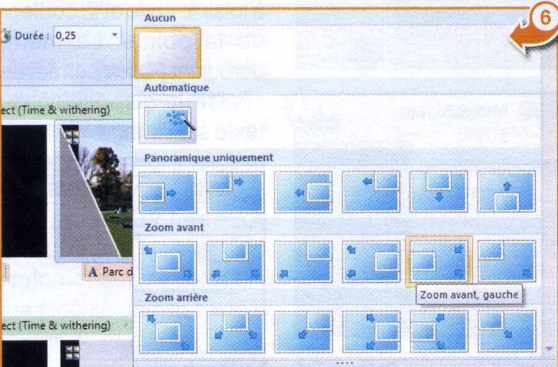 Aucun
6
Durée : 0,25
Automatique
ect (Time & withering)
Panoramique uniquement
Zoom avant
A Parc d
Zoom avant, gauche
Zoom arrière
ect (Time & withering)